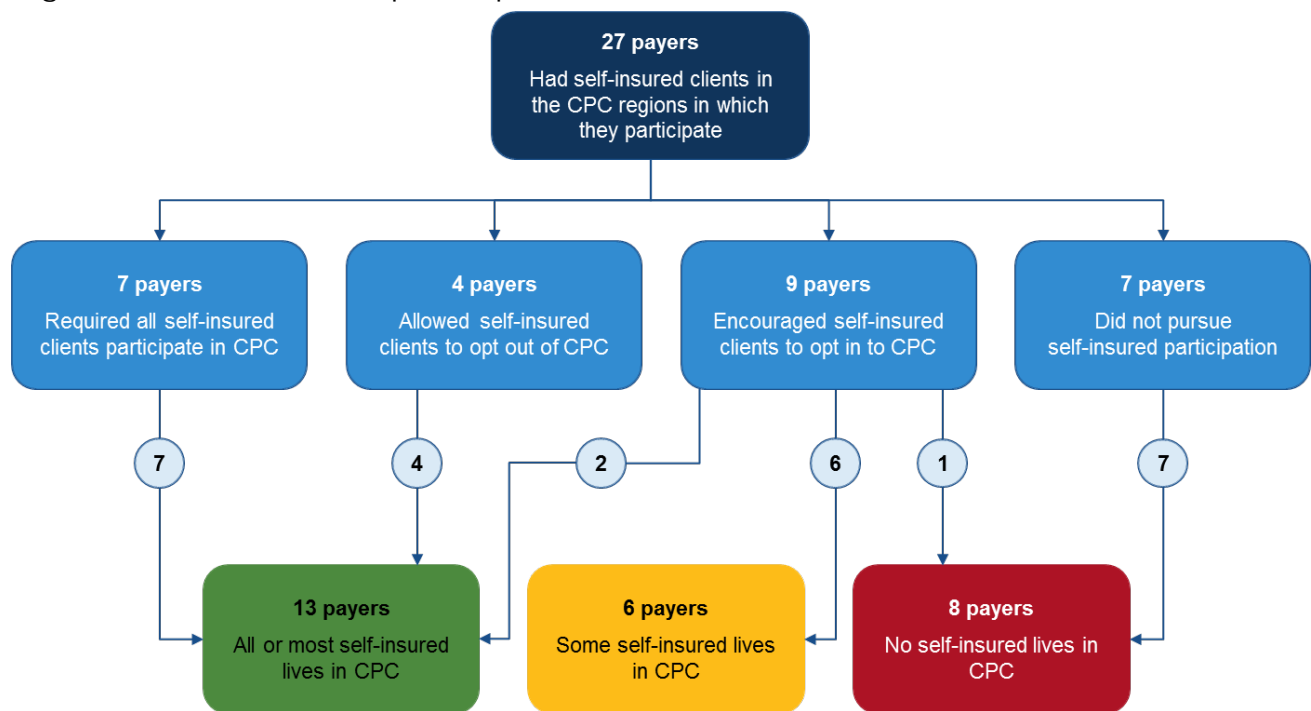 27 payers
Had self-insured clients in
the CPC regions in which
they participate
7 payers
Required all self-insured
clients participate in CPC
4 payers
Allowed self-insured
clients to opt out of CPC
9 payers
Encouraged self-insured
clients to opt in to CPC
7 payers
Did not pursue
self-insured participation
7
4
2
6
1
7
13 payers
All or most self-insured
lives in CPC
6 payers
Some self-insured lives
in CPC
8 payers
No self-insured lives in
CPC